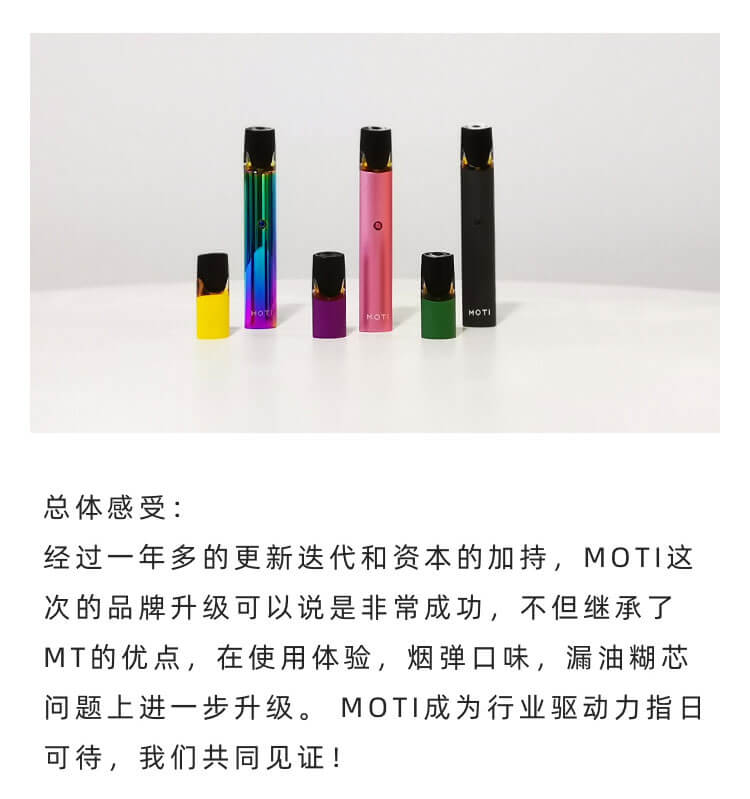 MOTI
MOTI
MOTI
总体感受：
经过一年多的更新迭代和资本的加持，MOTI这
次的品牌升级可以说是非常成功，不但继承了
MT的优点，在使用体验，烟弹口味，漏油糊芯
问题上进一步升级。 MOTI成为行业驱动力指日
可待，我们共同见证！